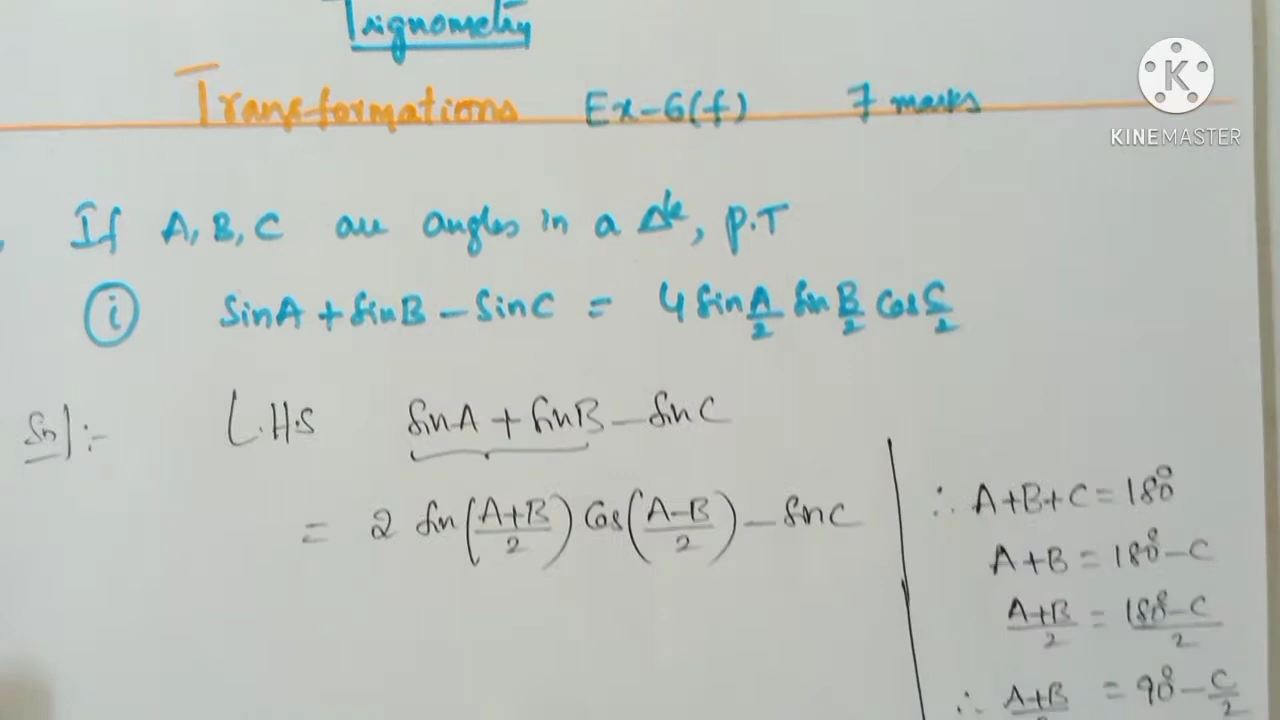 Trignometry
Transformations Ex-6(f) 7 marks
K
KINEMASTER
If A, B, C are angles in a Δle, P.T
(i) SinA + SinB - SinC = 4 Sin A/2 Sin B/2 Cos C/2
Sol:- L.H.S SinA + SinB - SinC
= 2 Sin(A+B/2) Cos(A-B/2) - Sin C
∴ A+B+C = 180°
A+B = 180°-C
A+B/2 = 180°-C/2
∴ A+B/2 = 90°-C/2